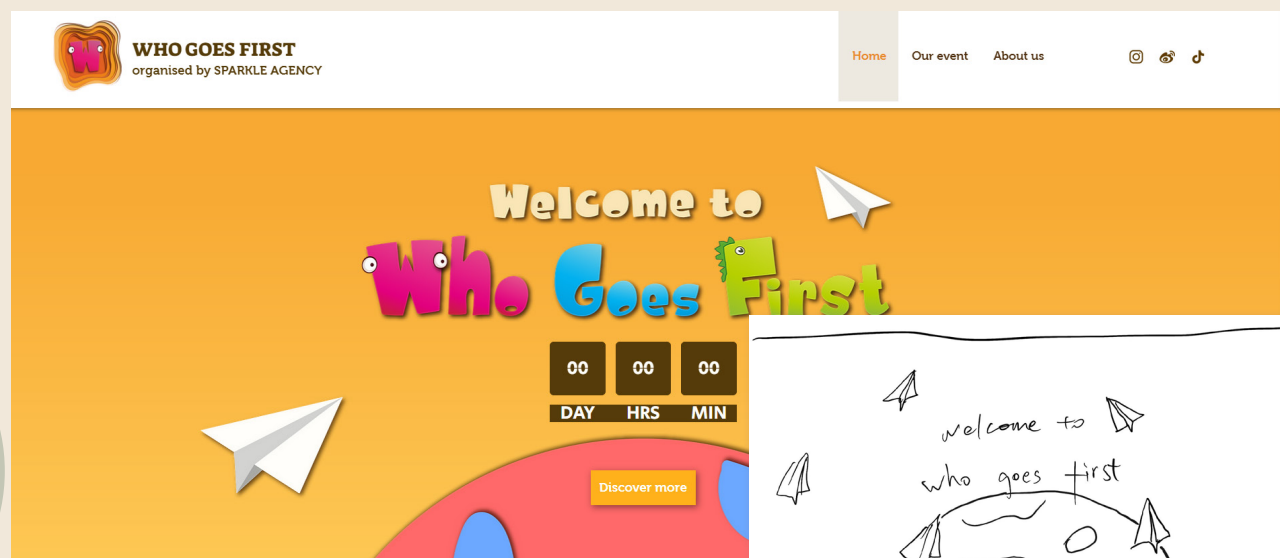 WHO GOES FIRST
organised by SPARKLE AGENCY
Home Our event About us
Welcome to
Who Goes First
00 00 00
DAY HRS MIN
Discover more
welcome to
who goes first